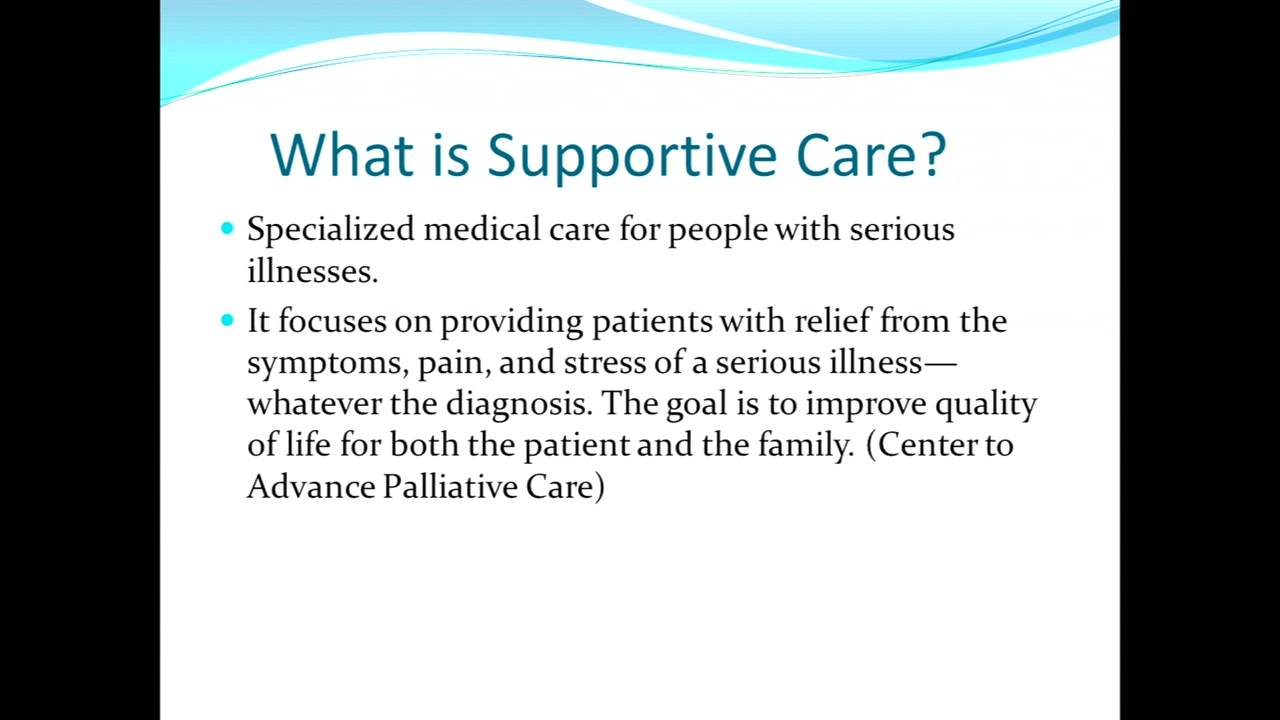 What is Supportive Care?
Specialized medical care for people with serious
illnesses.
It focuses on providing patients with relief from the
symptoms, pain, and stress of a serious illness—
whatever the diagnosis. The goal is to improve quality
of life for both the patient and the family. (Center to
Advance Palliative Care)